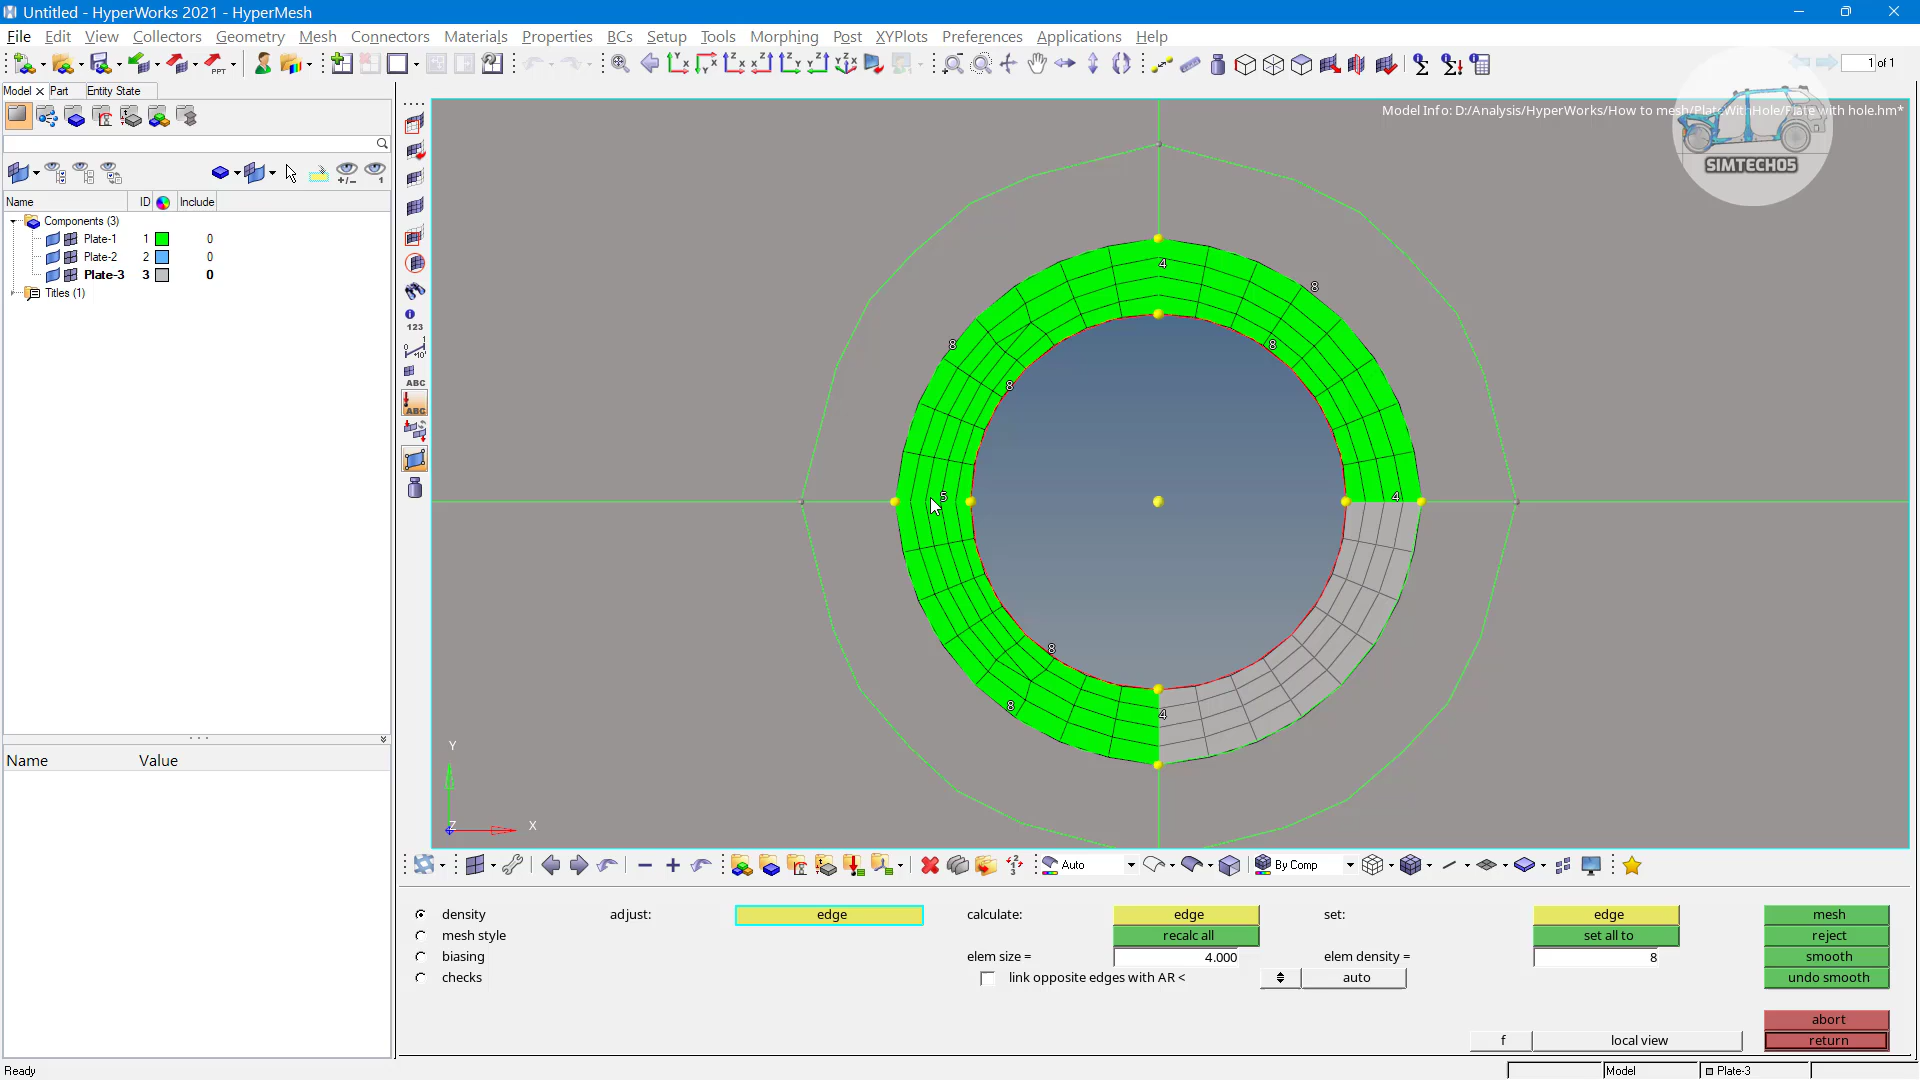 Untitled - HyperWorks 2021 - HyperMesh
File Edit View Collectors Geometry Mesh Connectors Materials Properties BCs Setup Tools Morphing Post XYPlots Preferences Applications Help
1 of 1
Model Part Entity State
Model Info: D:/Analysis/HyperWorks/How to mesh/PlateWithHole/Plate with hole.hm*
SIMTECH05
Name ID Include
Components (3)
Plate-1 1 0
Plate-2 2 0
Plate-3 3 0
Titles (1)
123
ABC
ABC
4
8
8
8
8
5
4
8
8
4
Name Value
Y
Z
X
Auto
By Comp
density
adjust:
edge
calculate:
edge
set:
edge
mesh
mesh style
recalc all
set all to
reject
biasing
elem size =
4.000
elem density =
8
smooth
checks
link opposite edges with AR <
auto
undo smooth
abort
f
local view
return
Ready
Model
Plate-3